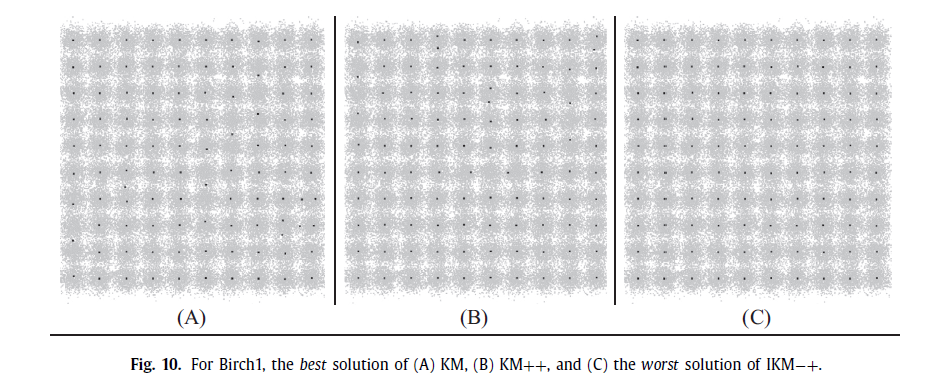 (A) (B) (C)
Fig. 10. For Birch1, the best solution of (A) KM, (B) KM++, and (C) the worst solution of IKM−+.